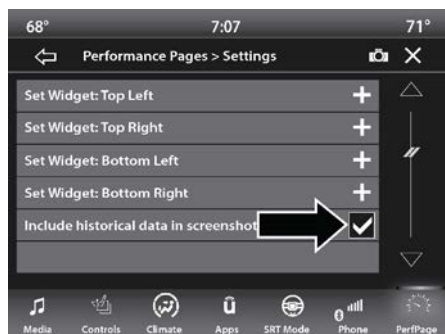 68° 7:07 71°
Performance Pages > Settings
Set Widget: Top Left
Set Widget: Top Right
Set Widget: Bottom Left
Set Widget: Bottom Right
Include historical data in screenshot
Media Controls Climate Apps SRT Mode Phone PerfPage